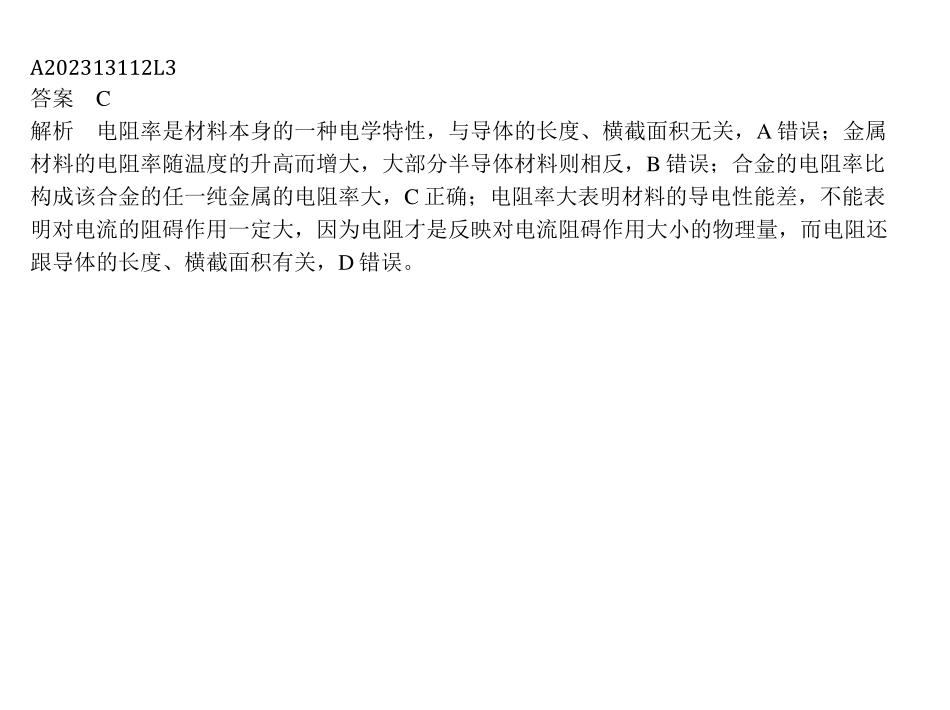 A202313112L3
答案　C
解析　电阻率是材料本身的一种电学特性，与导体的长度、横截面积无关，A 错误；金属
材料的电阻率随温度的升高而增大，大部分半导体材料则相反，B 错误；合金的电阻率比
构成该合金的任一纯金属的电阻率大，C 正确；电阻率大表明材料的导电性能差，不能表
明对电流的阻碍作用一定大，因为电阻才是反映对电流阻碍作用大小的物理量，而电阻还
跟导体的长度、横截面积有关，D 错误。